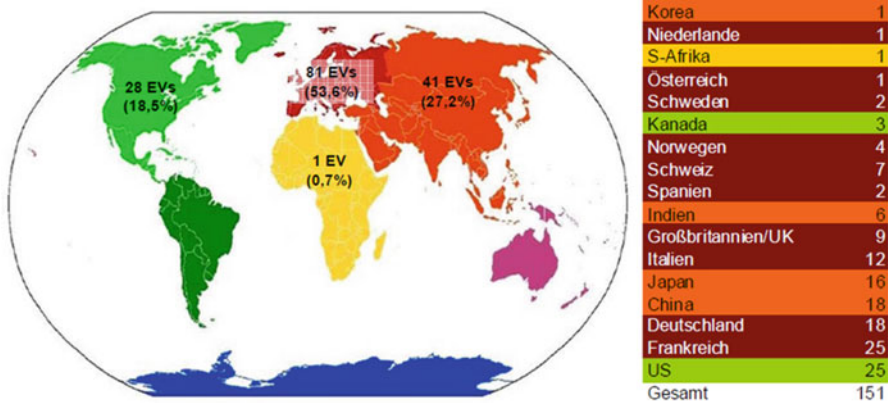 28 EVs
(18,5%)
81 EVs
(53,6%)
41 EVs
(27,2%)
1 EV
(0,7%)
Korea 1
Niederlande 1
S-Afrika 1
Österreich 1
Schweden 2
Kanada 3
Norwegen 4
Schweiz 7
Spanien 2
Indien 6
Großbritannien/UK 9
Italien 12
Japan 16
China 18
Deutschland 18
Frankreich 25
US 25
Gesamt 151